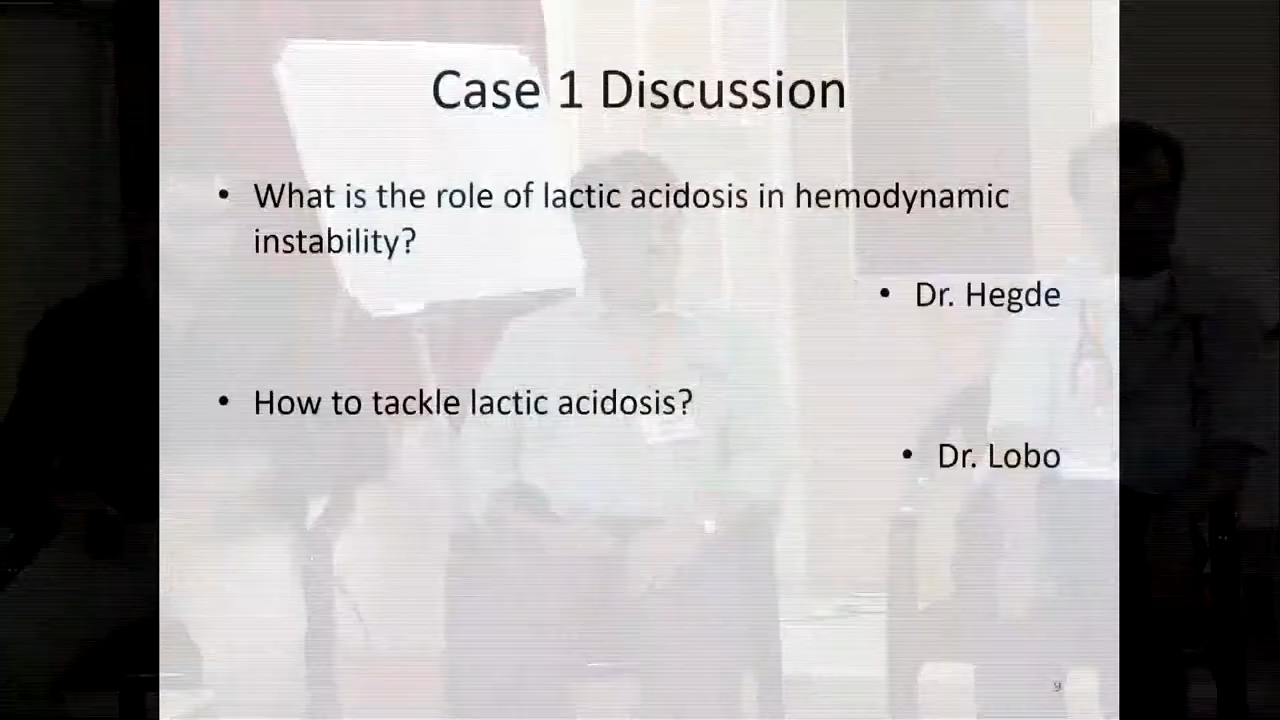 Case 1 Discussion
• What is the role of lactic acidosis in hemodynamic
instability?
• Dr. Hegde
• How to tackle lactic acidosis?
• Dr. Lobo
9